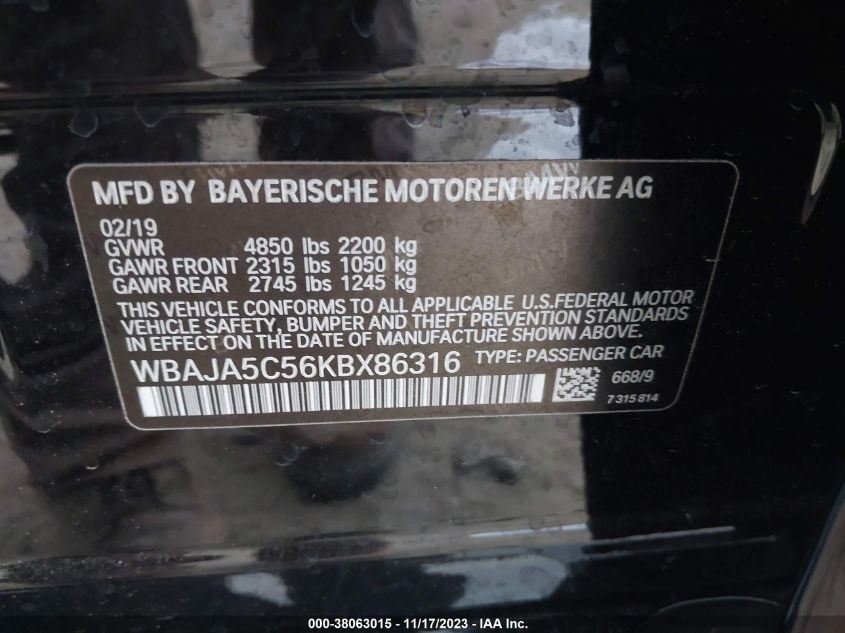 MFD BY BAYERISCHE MOTOREN WERKE AG
02/19
GVWR 4850 lbs 2200 kg
GAWR FRONT 2315 lbs 1050 kg
GAWR REAR 2745 lbs 1245 kg
THIS VEHICLE CONFORMS TO ALL APPLICABLE U.S.FEDERAL MOTOR
VEHICLE SAFETY, BUMPER AND THEFT PREVENTION STANDARDS
IN EFFECT ON THE DATE OF MANUFACTURE SHOWN ABOVE.
WBAJA5C56KBX86316 TYPE: PASSENGER CAR
668/9
7 315 814
000-38063015 - 11/17/2023 - IAA Inc.